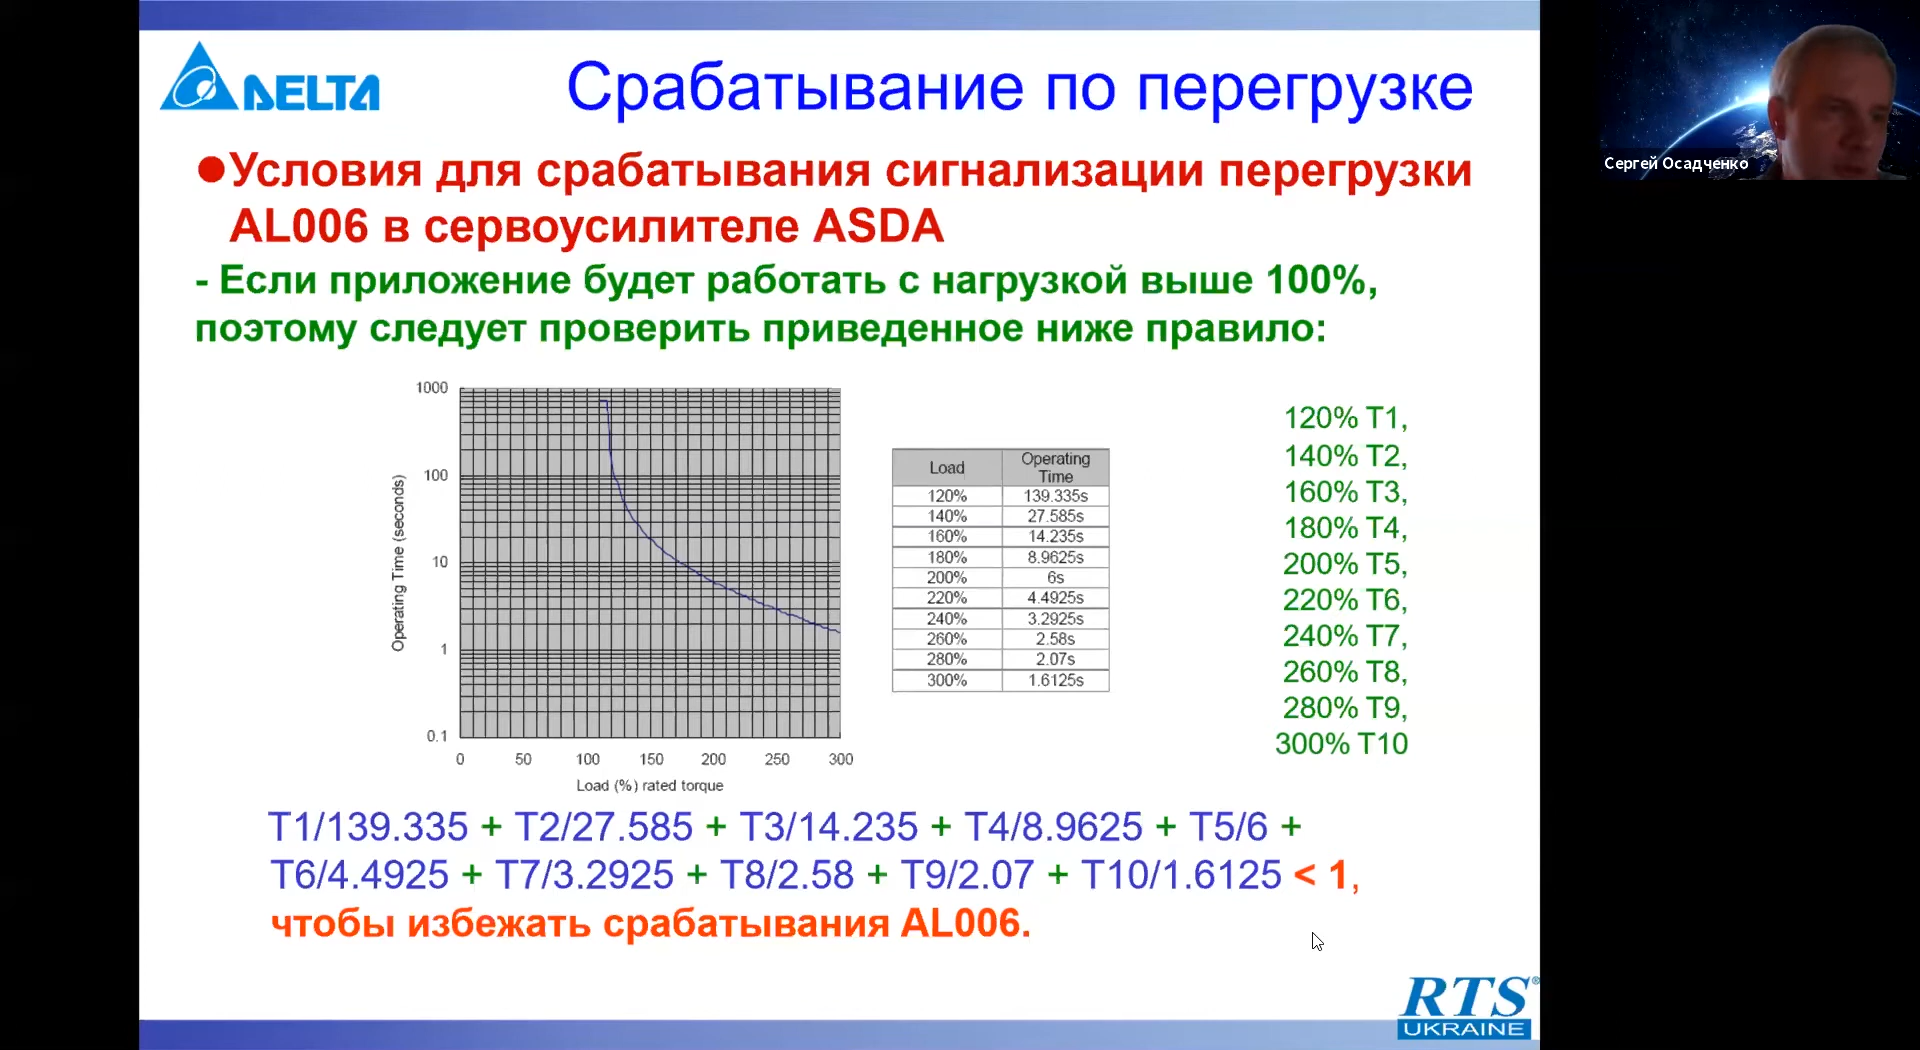 DELTA
Срабатывание по перегрузке
●Условия для срабатывания сигнализации перегрузки
AL006 в сервоусилителе ASDA
- Если приложение будет работать с нагрузкой выше 100%,
поэтому следует проверить приведенное ниже правило:
1000
100
10
1
0.1
Operating Time (seconds)
0 50 100 150 200 250 300
Load (%) rated torque
Load Operating Time
120% 139.335s
140% 27.585s
160% 14.235s
180% 8.9625s
200% 6s
220% 4.4925s
240% 3.2925s
260% 2.58s
280% 2.07s
300% 1.6125s
120% T1,
140% T2,
160% T3,
180% T4,
200% T5,
220% T6,
240% T7,
260% T8,
280% T9,
300% T10
T1/139.335 + T2/27.585 + T3/14.235 + T4/8.9625 + T5/6 +
T6/4.4925 + T7/3.2925 + T8/2.58 + T9/2.07 + T10/1.6125 < 1,
чтобы избежать срабатывания AL006.
RTS®
UKRAINE
Сергей Осадченко